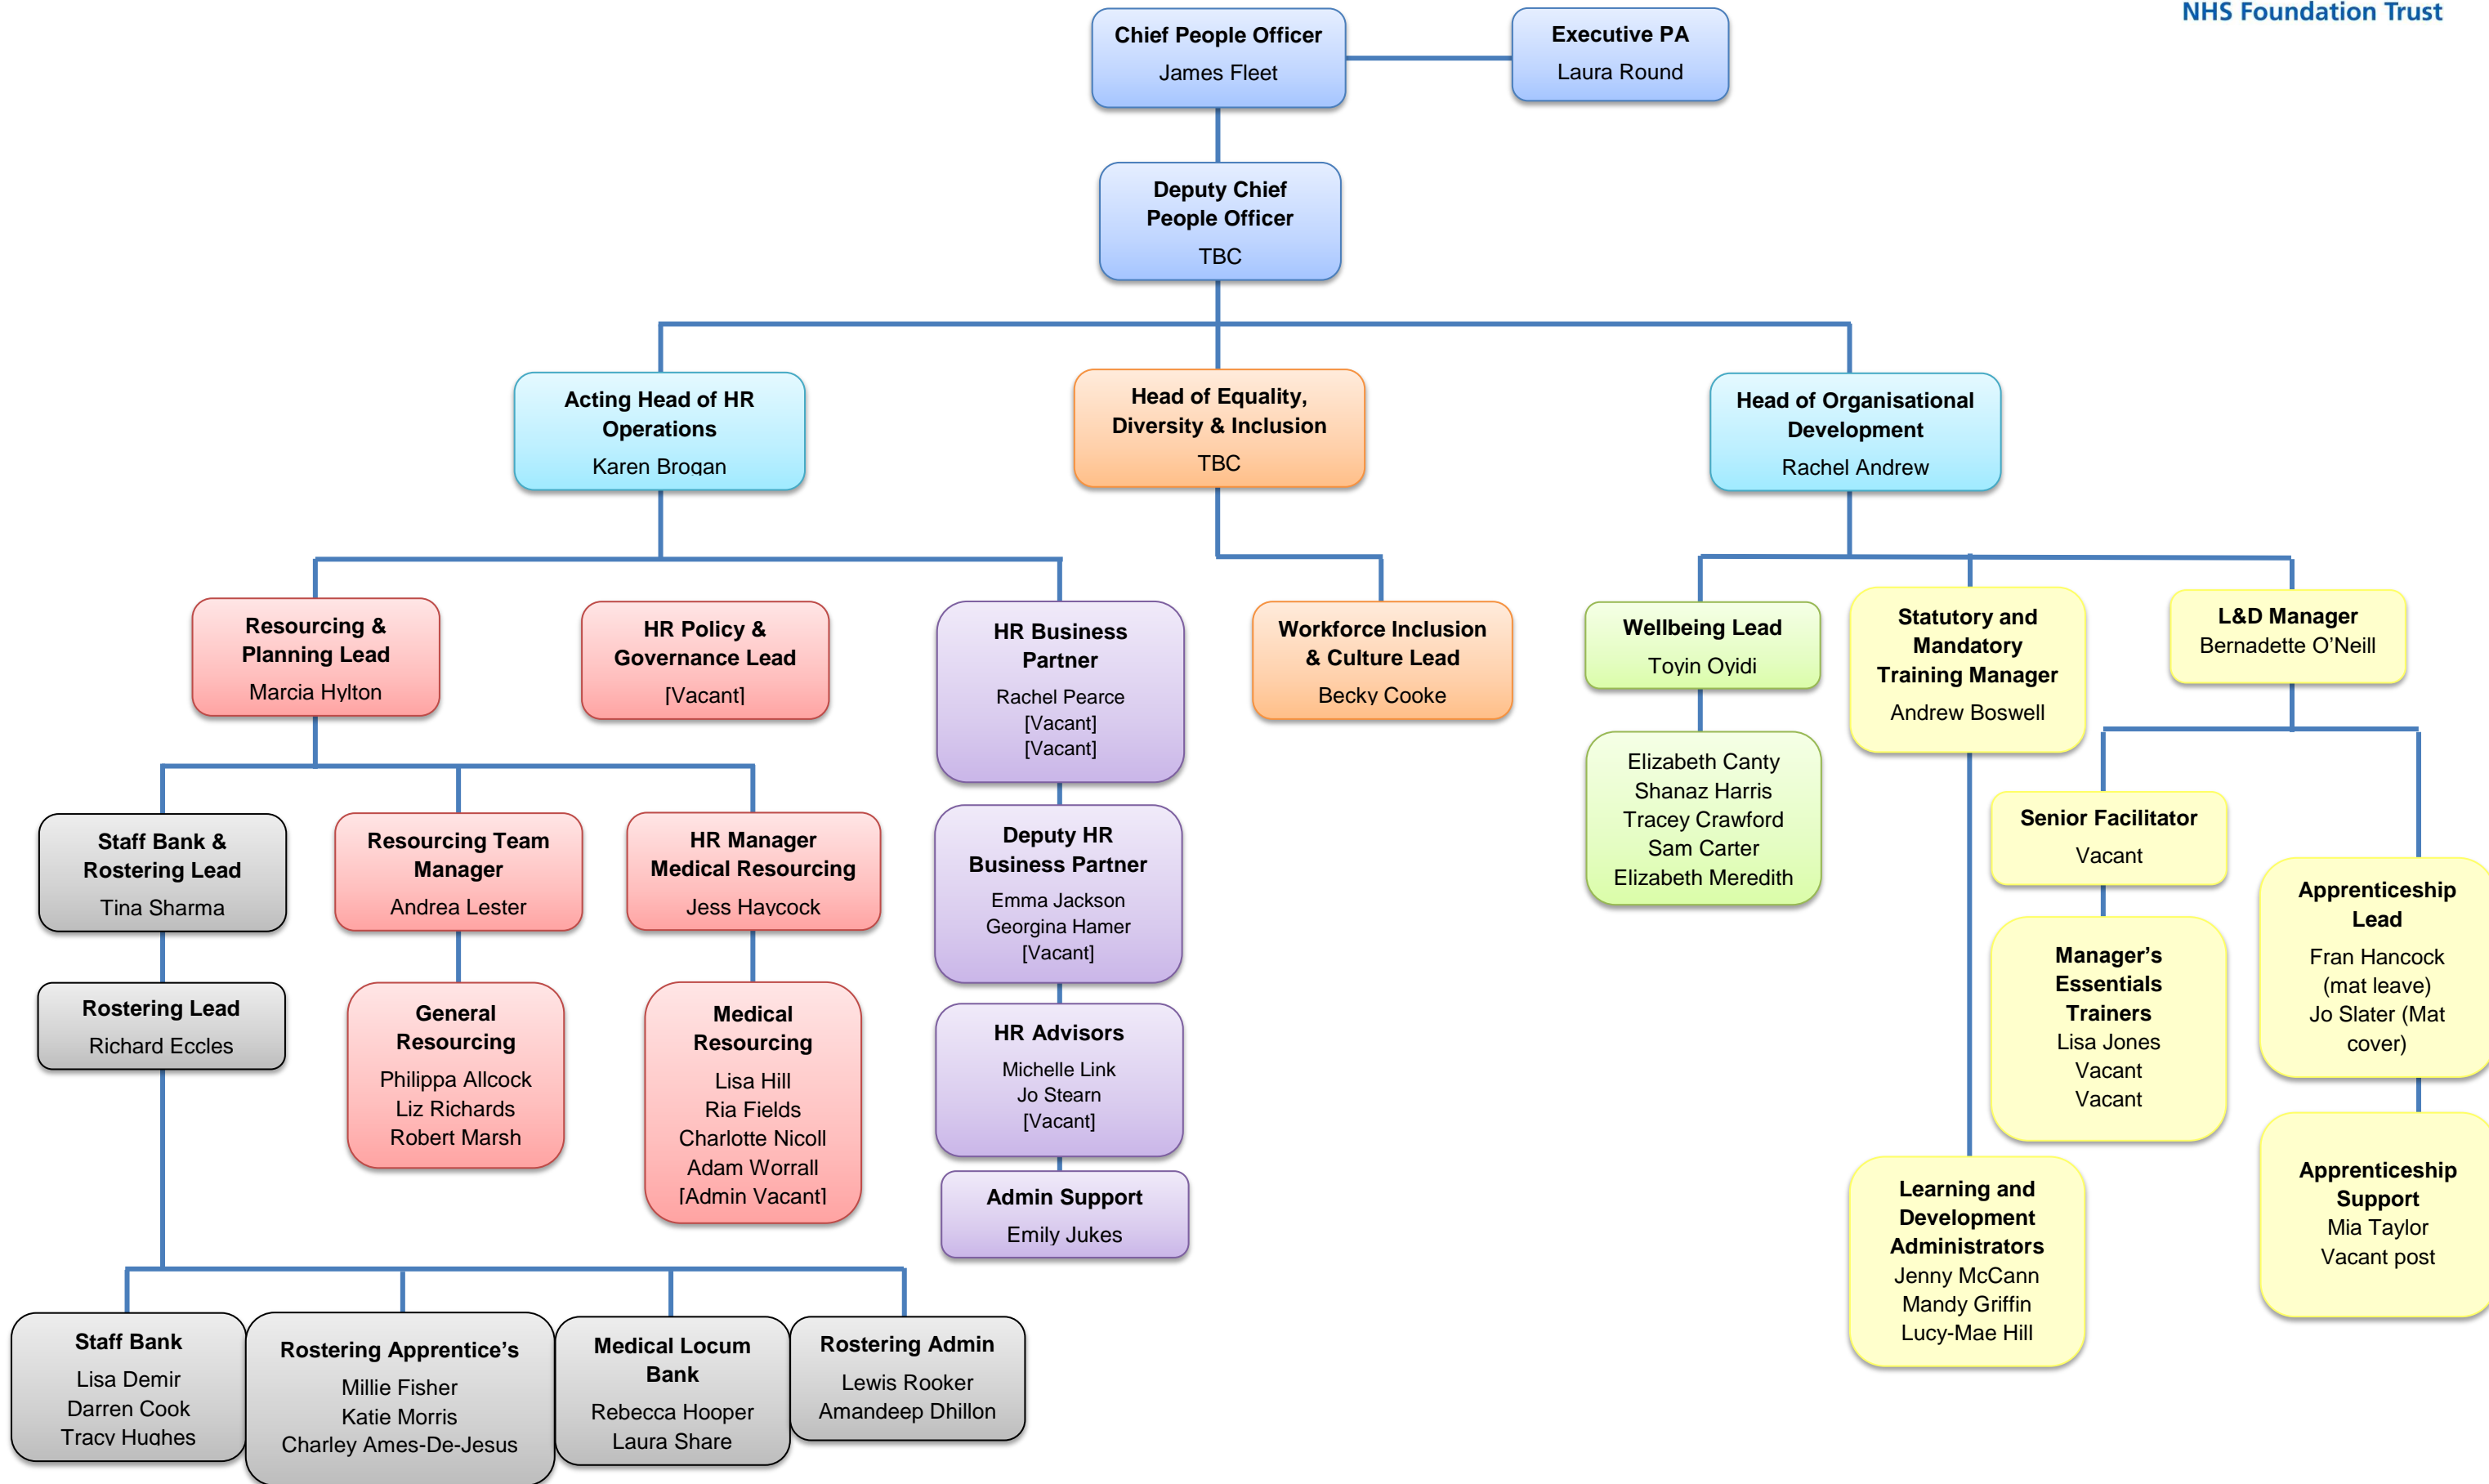 NHS Foundation Trust
Chief People Officer
James Fleet
Executive PA
Laura Round
Deputy Chief
People Officer
TBC
Acting Head of HR
Operations
Karen Brogan
Head of Equality,
Diversity & Inclusion
TBC
Head of Organisational
Development
Rachel Andrew
Resourcing &
Planning Lead
Marcia Hylton
HR Policy &
Governance Lead
[Vacant]
HR Business
Partner
Rachel Pearce
[Vacant]
[Vacant]
Workforce Inclusion
& Culture Lead
Becky Cooke
Wellbeing Lead
Toyin Oyidi
Statutory and
Mandatory
Training Manager
Andrew Boswell
L&D Manager
Bernadette O’Neill
Elizabeth Canty
Shanaz Harris
Tracey Crawford
Sam Carter
Elizabeth Meredith
Staff Bank &
Rostering Lead
Tina Sharma
Resourcing Team
Manager
Andrea Lester
HR Manager
Medical Resourcing
Jess Haycock
Deputy HR
Business Partner
Emma Jackson
Georgina Hamer
[Vacant]
Senior Facilitator
Vacant
Apprenticeship
Lead
Fran Hancock
(mat leave)
Jo Slater (Mat
cover)
Rostering Lead
Richard Eccles
General
Resourcing
Philippa Allcock
Liz Richards
Robert Marsh
Medical
Resourcing
Lisa Hill
Ria Fields
Charlotte Nicoll
Adam Worrall
[Admin Vacant]
HR Advisors
Michelle Link
Jo Stearn
[Vacant]
Manager’s
Essentials
Trainers
Lisa Jones
Vacant
Vacant
Admin Support
Emily Jukes
Learning and
Development
Administrators
Jenny McCann
Mandy Griffin
Lucy-Mae Hill
Apprenticeship
Support
Mia Taylor
Vacant post
Staff Bank
Lisa Demir
Darren Cook
Tracy Hughes
Rostering Apprentice’s
Millie Fisher
Katie Morris
Charley Ames-De-Jesus
Medical Locum
Bank
Rebecca Hooper
Laura Share
Rostering Admin
Lewis Rooker
Amandeep Dhillon